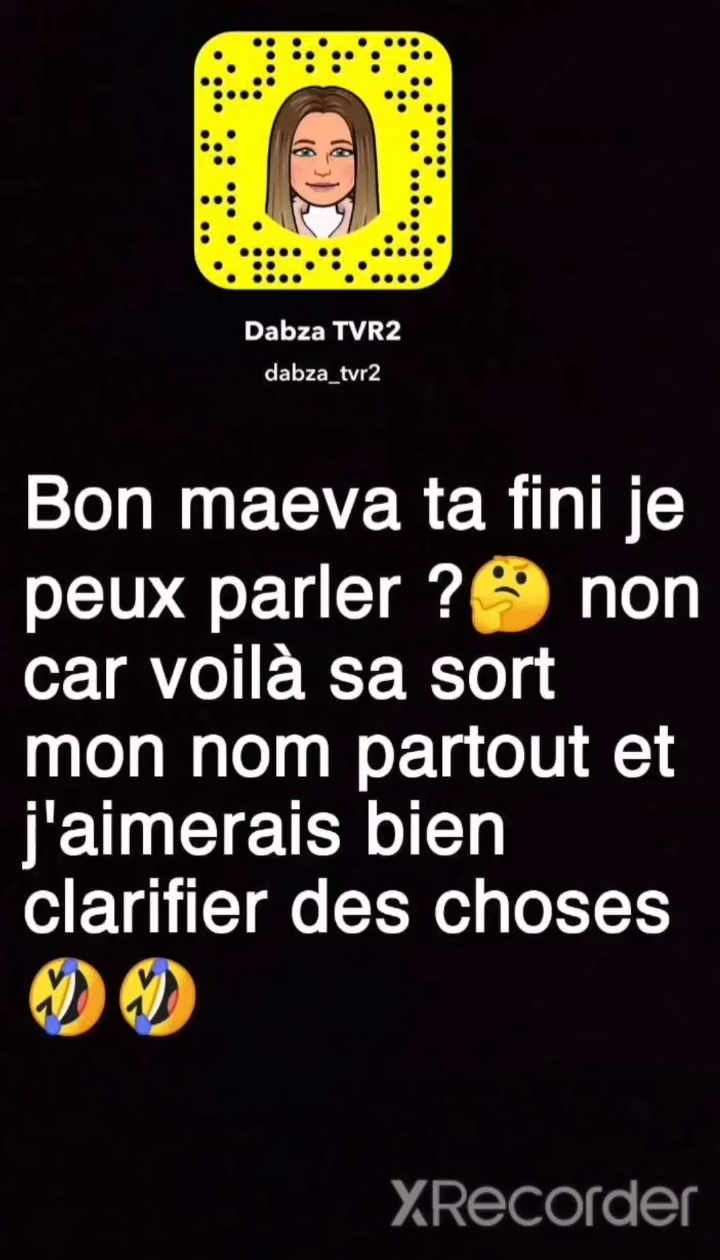 Dabza TVR2
dabza_tvr2
Bon maeva ta fini je
peux parler ?🤔 non
car voilà sa sort
mon nom partout et
j'aimerais bien
clarifier des choses
🤣🤣
XRecorder